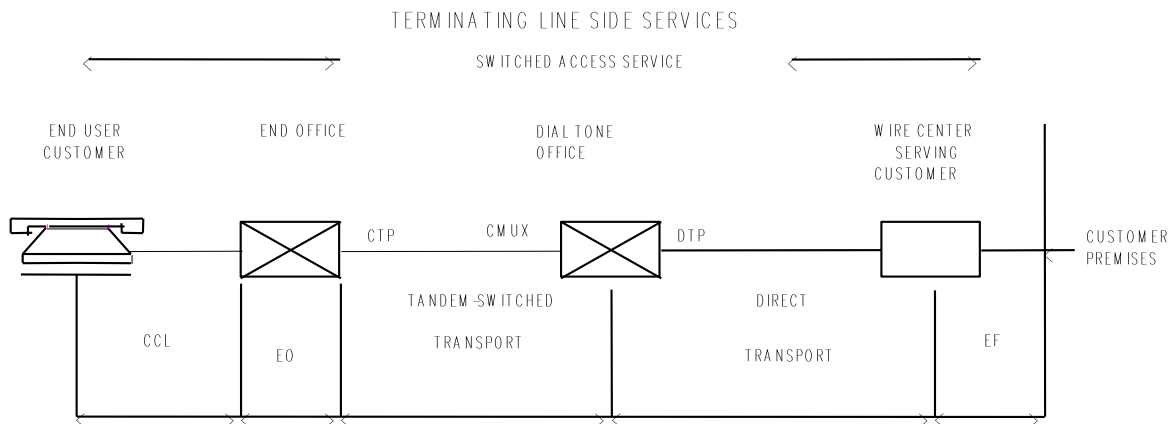 TERMINATING LINE SIDE SERVICES
SWITCHED ACCESS SERVICE
END USER
CUSTOMER
END OFFICE
DIAL TONE
OFFICE
WIRE CENTER
SERVING
CUSTOMER
CTP
CMUX
DTP
CUSTOMER
PREMISES
TANDEM-SWITCHED
TRANSPORT
DIRECT
TRANSPORT
CCL
EO
EF